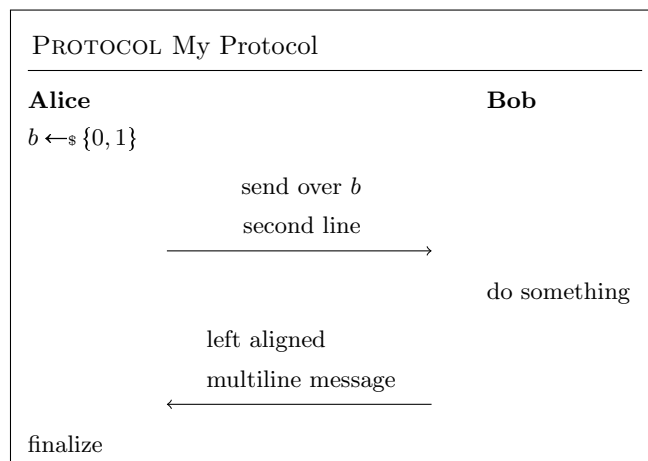 PROTOCOL My Protocol
Alice Bob
b ←$ {0, 1}
send over b
second line
do something
left aligned
multiline message
finalize